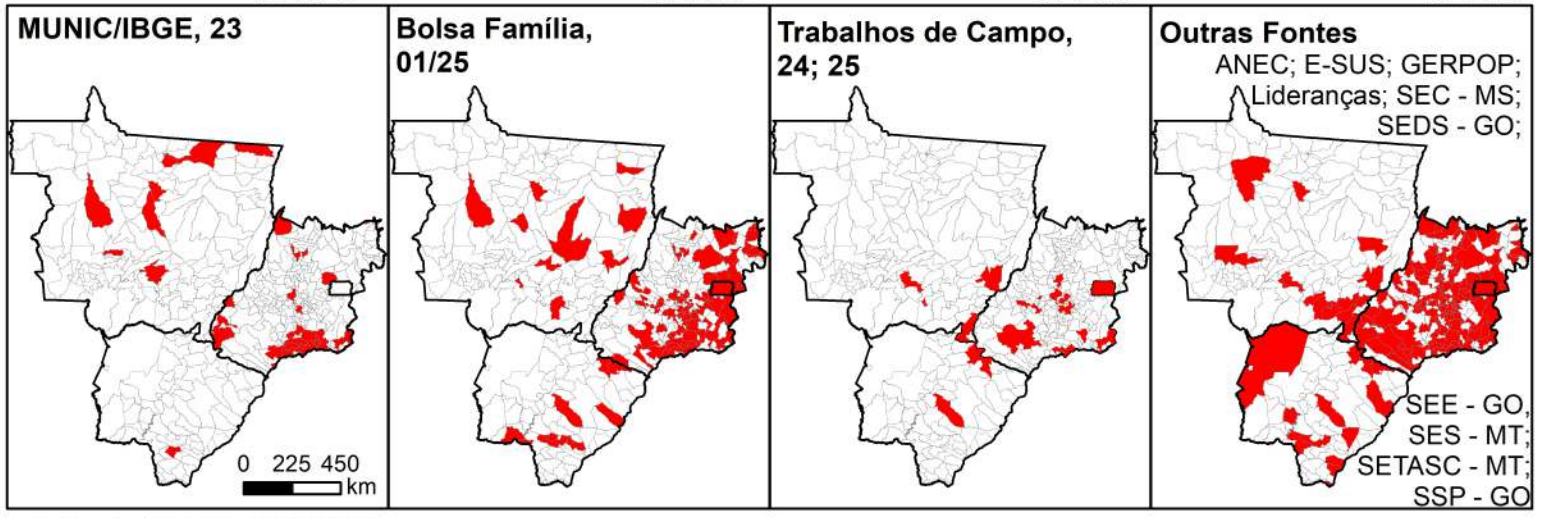 MUNIC/IBGE, 23
0 225 450
km
Bolsa Família,
01/25
Trabalhos de Campo,
24; 25
Outras Fontes
ANEC; E-SUS; GERPOP;
Lideranças; SEC - MS;
SEDS - GO;
SEE - GO,
SES - MT;
SETASC - MT;
SSP - GO